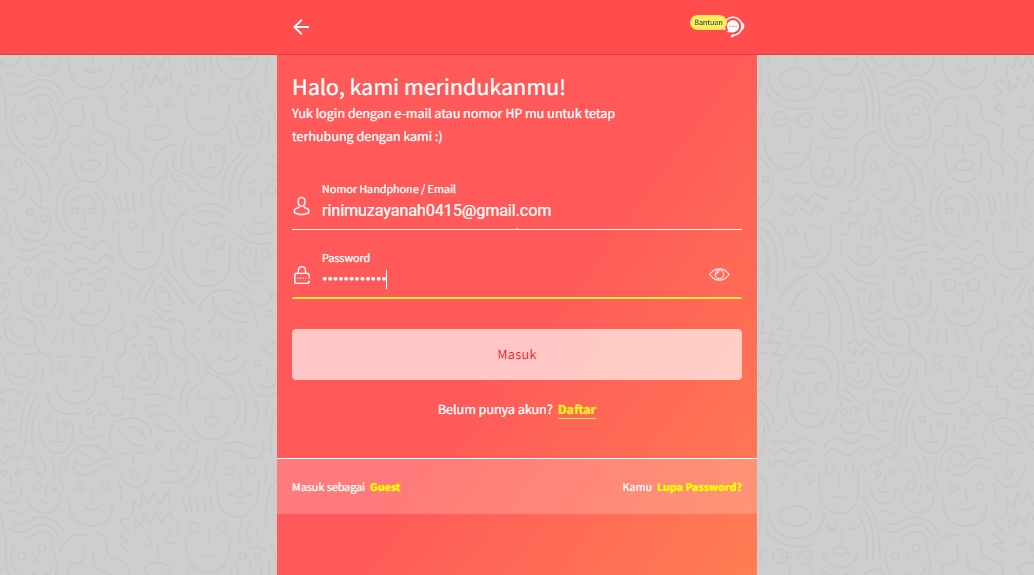 Bantuan
Halo, kami merindukanmu!
Yuk login dengan e-mail atau nomor HP mu untuk tetap
terhubung dengan kami :)
Nomor Handphone / Email
rinimuzayanah0415@gmail.com
Password
••••••••••••
Masuk
Belum punya akun? Daftar
Masuk sebagai Guest
Kamu Lupa Password?